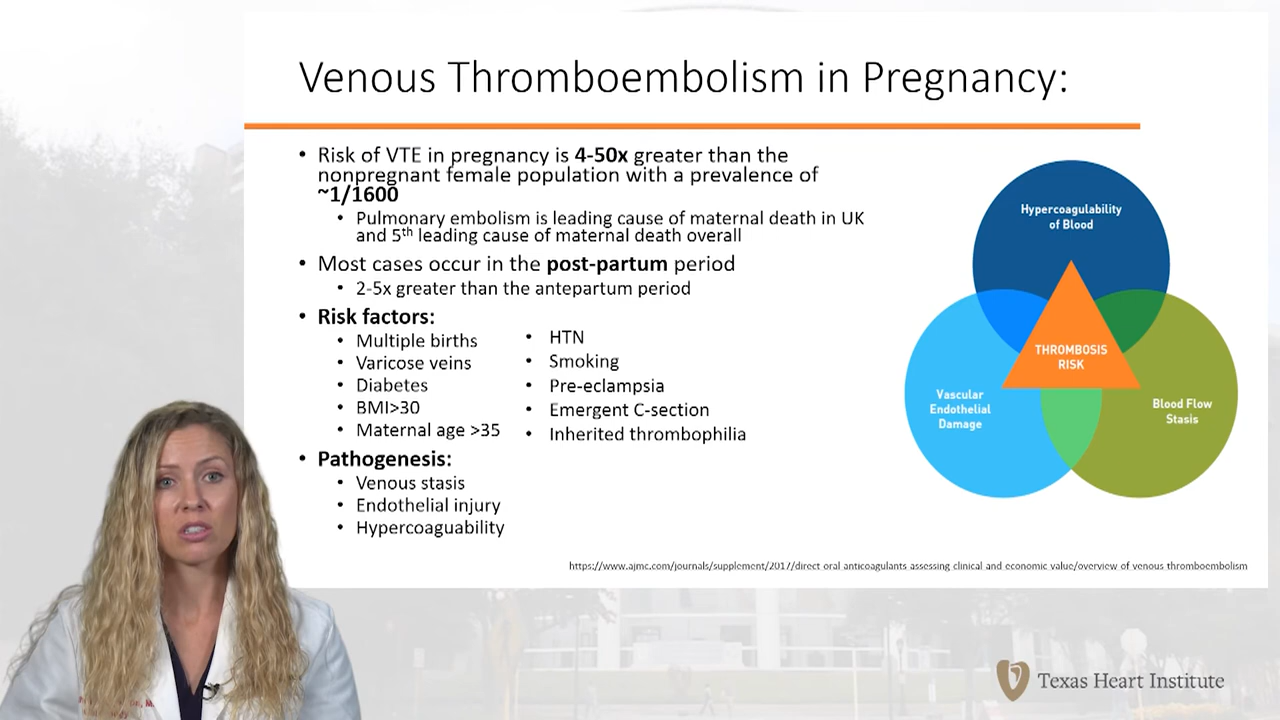 Venous Thromboembolism in Pregnancy:
• Risk of VTE in pregnancy is 4-50x greater than the
nonpregnant female population with a prevalence of
~1/1600
• Pulmonary embolism is leading cause of maternal death in UK
and 5th leading cause of maternal death overall
• Most cases occur in the post-partum period
• 2-5x greater than the antepartum period
• Risk factors:
• Multiple births
• Varicose veins
• Diabetes
• BMI>30
• Maternal age >35
• HTN
• Smoking
• Pre-eclampsia
• Emergent C-section
• Inherited thrombophilia
• Pathogenesis:
• Venous stasis
• Endothelial injury
• Hypercoaguability
Hypercoagulability
of Blood
THROMBOSIS
RISK
Vascular
Endothelial
Damage
Blood Flow
Stasis
https://www.ajmc.com/journals/supplement/2017/direct oral anticoagulants assessing clinical and economic value/overview of venous thromboembolism
Texas Heart Institute